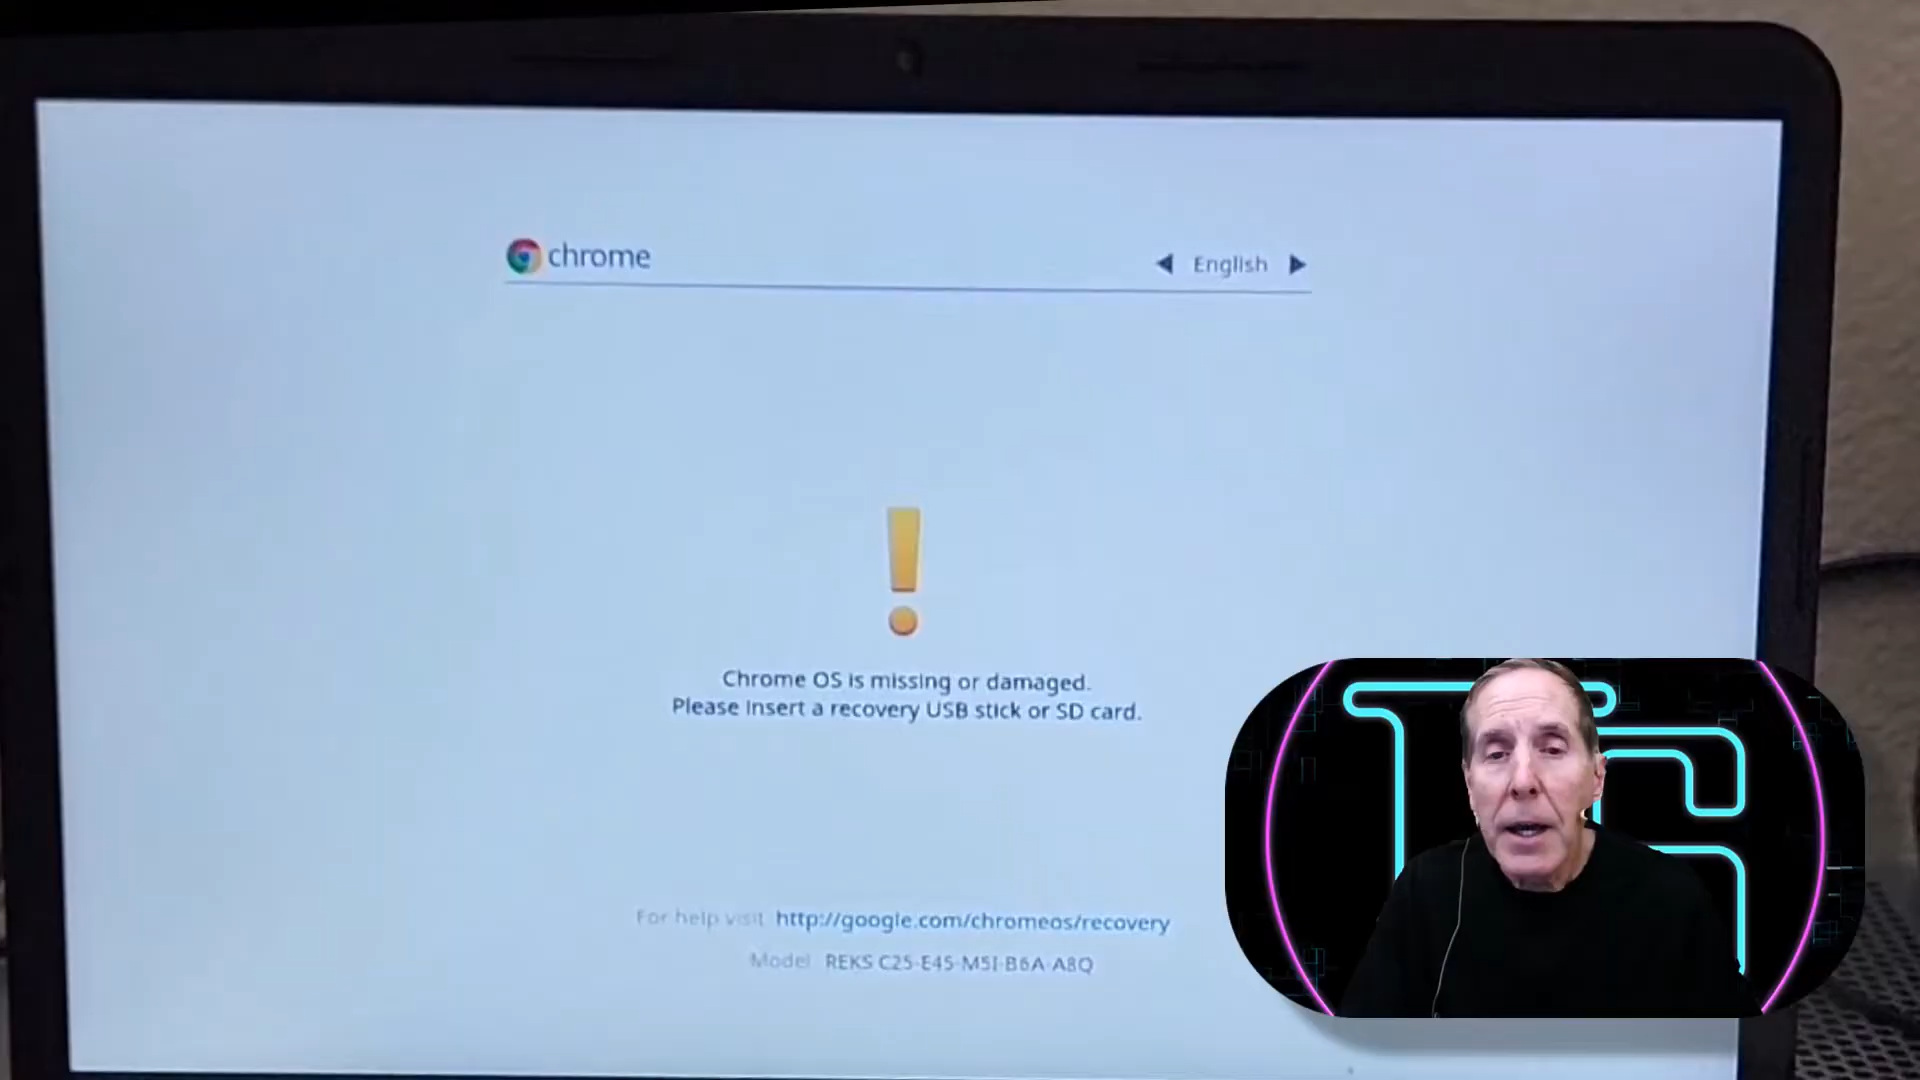 chrome
English
Chrome OS is missing or damaged.
Please insert a recovery USB stick or SD card.
For help visit http://google.com/chromeos/recovery
Model REKS C25-E45-M5I-B6A-A8Q